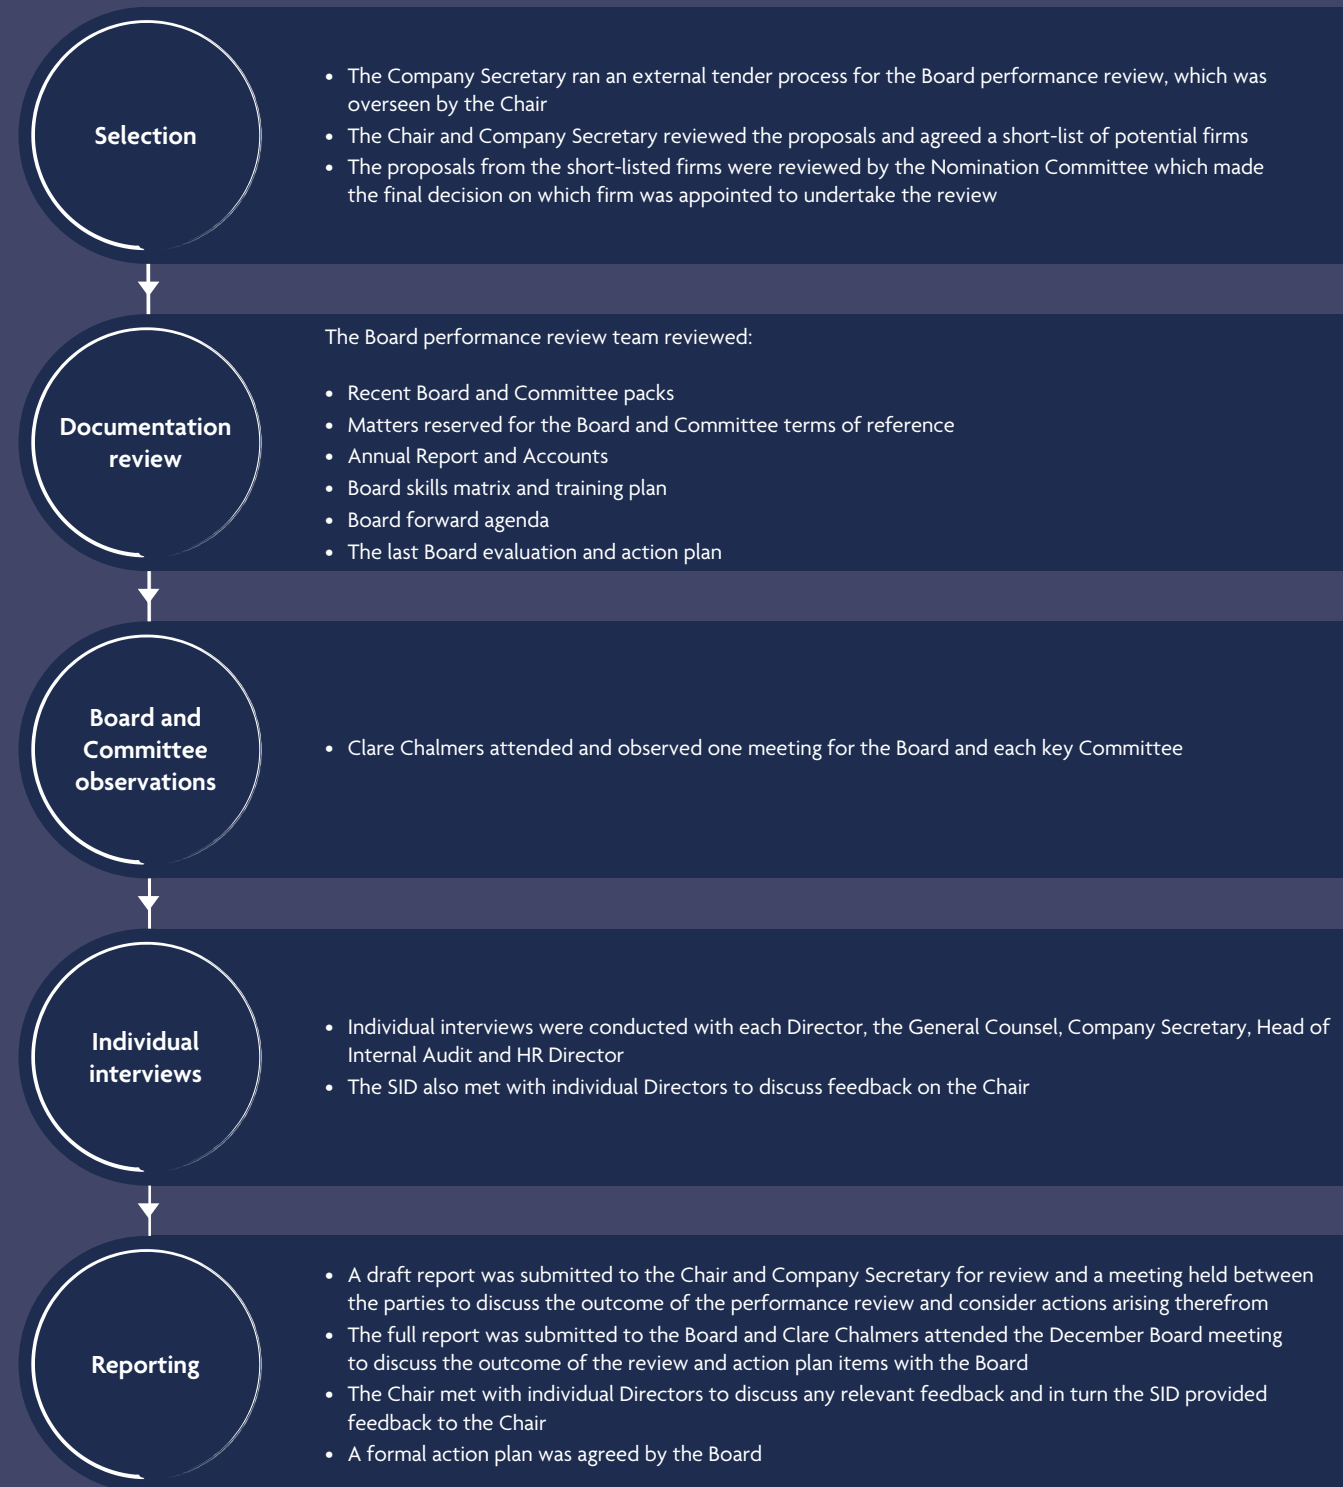 Selection
• The Company Secretary ran an external tender process for the Board performance review, which was
overseen by the Chair
• The Chair and Company Secretary reviewed the proposals and agreed a short-list of potential firms
• The proposals from the short-listed firms were reviewed by the Nomination Committee which made
the final decision on which firm was appointed to undertake the review
Documentation
review
The Board performance review team reviewed:
• Recent Board and Committee packs
• Matters reserved for the Board and Committee terms of reference
• Annual Report and Accounts
• Board skills matrix and training plan
• Board forward agenda
• The last Board evaluation and action plan
Board and
Committee
observations
• Clare Chalmers attended and observed one meeting for the Board and each key Committee
Individual
interviews
• Individual interviews were conducted with each Director, the General Counsel, Company Secretary, Head of
Internal Audit and HR Director
• The SID also met with individual Directors to discuss feedback on the Chair
Reporting
• A draft report was submitted to the Chair and Company Secretary for review and a meeting held between
the parties to discuss the outcome of the performance review and consider actions arising therefrom
• The full report was submitted to the Board and Clare Chalmers attended the December Board meeting
to discuss the outcome of the review and action plan items with the Board
• The Chair met with individual Directors to discuss any relevant feedback and in turn the SID provided
feedback to the Chair
• A formal action plan was agreed by the Board